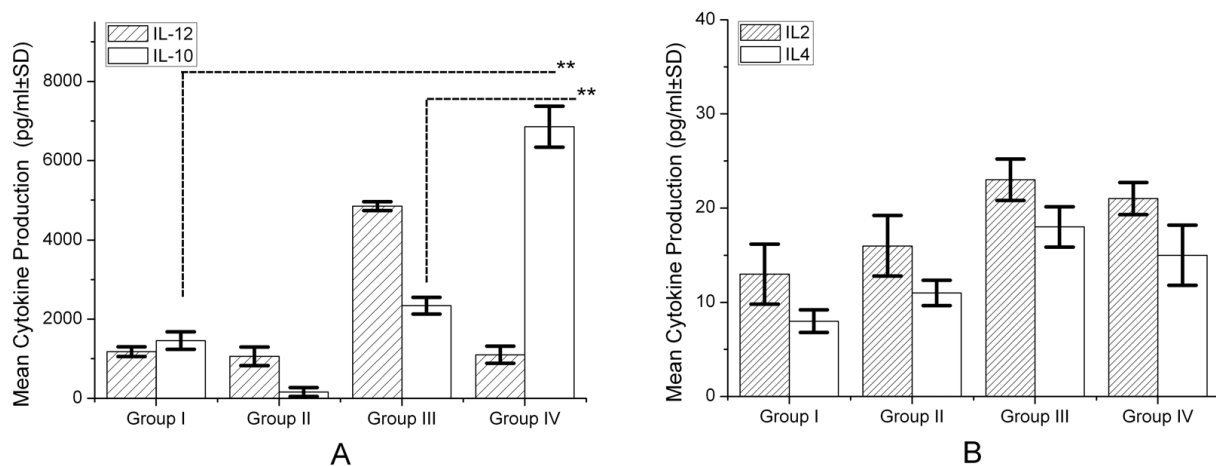 IL-12
IL-10
**
**
Mean Cytokine Production (pg/ml±SD)
8000
6000
4000
2000
0
Group I Group II Group III Group IV
A
IL2
IL4
Mean Cytokine Production (pg/ml±SD)
40
30
20
10
0
Group I Group II Group III Group IV
B